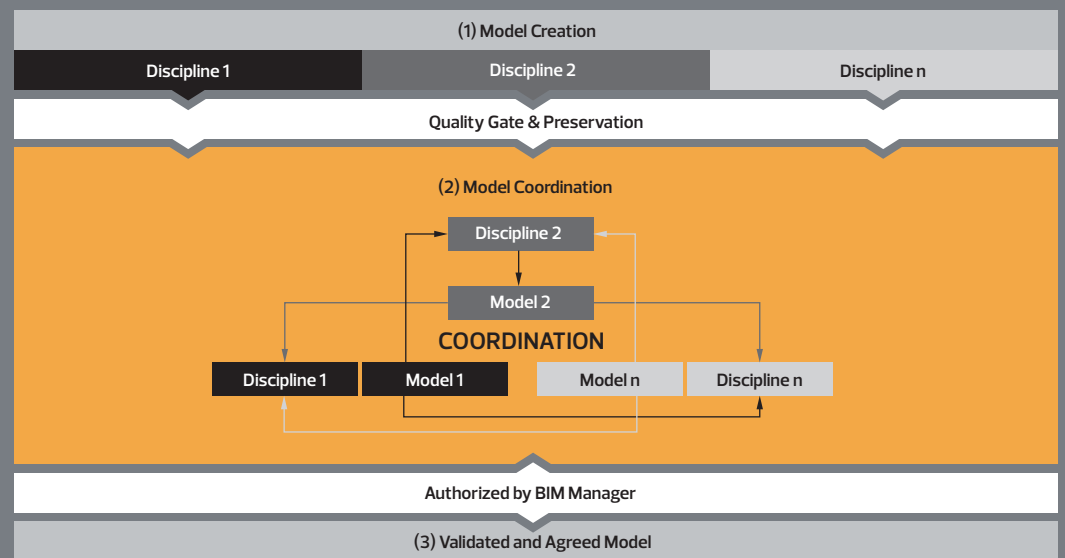 (1) Model Creation
Discipline 1
Discipline 2
Discipline n
Quality Gate & Preservation
(2) Model Coordination
Discipline 2
Model 2
COORDINATION
Discipline 1
Model 1
Model n
Discipline n
Authorized by BIM Manager
(3) Validated and Agreed Model